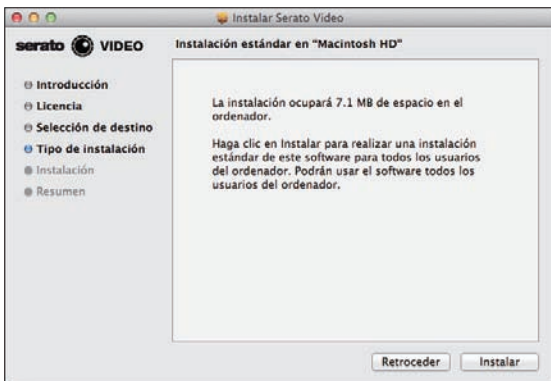 Instalar Serato Video
serato VIDEO
Instalación estándar en "Macintosh HD"
Introducción
Licencia
Selección de destino
Tipo de instalación
Instalación
Resumen
La instalación ocupará 7.1 MB de espacio en el
ordenador.
Haga clic en Instalar para realizar una instalación
estándar de este software para todos los usuarios
del ordenador. Podrán usar el software todos los
usuarios del ordenador.
Retroceder
Instalar